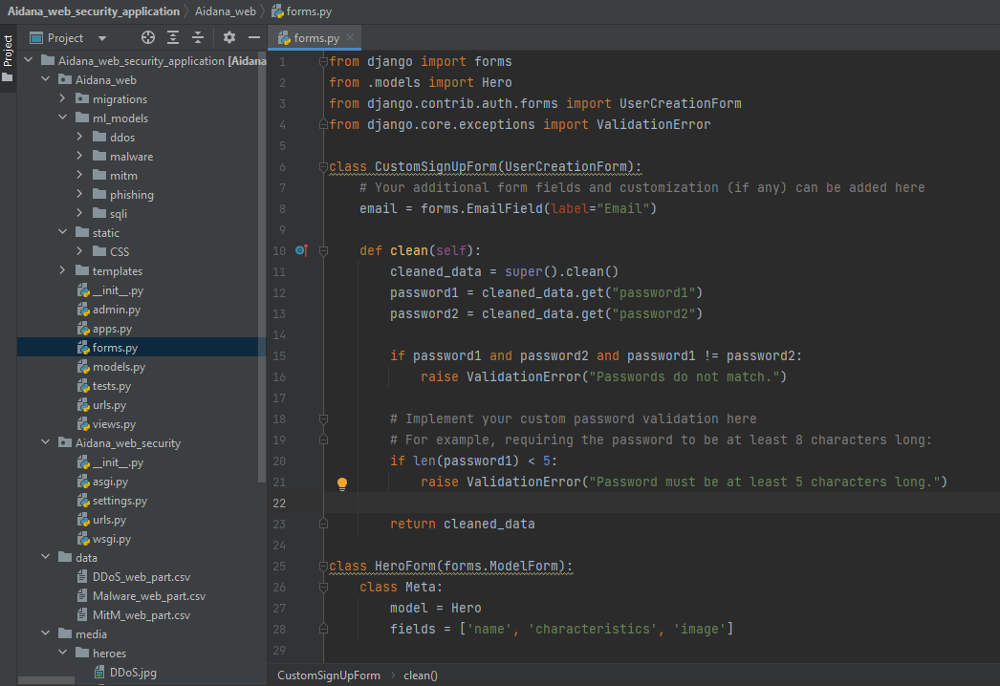 Aidana_web_security_application Aidana_web forms.py
Project
Project
forms.py
Aidana_web_security_application [Aidana
Aidana_web
migrations
ml_models
ddos
malware
mitm
phishing
sqli
static
CSS
templates
__init__.py
admin.py
apps.py
forms.py
models.py
tests.py
urls.py
views.py
Aidana_web_security
__init__.py
asgi.py
settings.py
urls.py
wsgi.py
data
DDoS_web_part.csv
Malware_web_part.csv
MitM_web_part.csv
media
heroes
DDoS.jpg
1 from django import forms
2 from .models import Hero
3 from django.contrib.auth.forms import UserCreationForm
4 from django.core.exceptions import ValidationError
5
6 class CustomSignUpForm(UserCreationForm):
7 # Your additional form fields and customization (if any) can be added here
8 email = forms.EmailField(label="Email")
9
10 def clean(self):
11 cleaned_data = super().clean()
12 password1 = cleaned_data.get("password1")
13 password2 = cleaned_data.get("password2")
14
15 if password1 and password2 and password1 != password2:
16 raise ValidationError("Passwords do not match.")
17
18 # Implement your custom password validation here
19 # For example, requiring the password to be at least 8 characters long:
20 if len(password1) < 5:
21 raise ValidationError("Password must be at least 5 characters long.")
22
23 return cleaned_data
24
25 class HeroForm(forms.ModelForm):
26 class Meta:
27 model = Hero
28 fields = ['name', 'characteristics', 'image']
29
CustomSignUpForm clean()